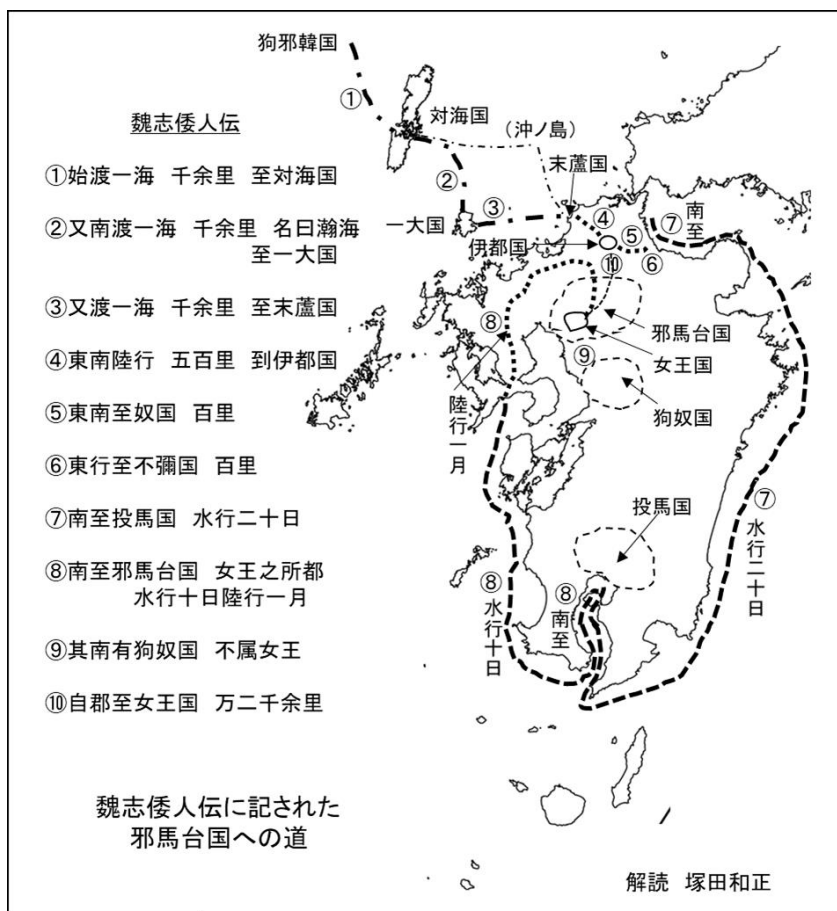 魏志倭人伝
①始渡一海 千余里 至対海国
②又南渡一海 千余里 名曰瀚海
至一大国
③又渡一海 千余里 至末蘆国
④東南陸行 五百里 到伊都国
⑤東南至奴国 百里
⑥東行至不彌国 百里
⑦南至投馬国 水行二十日
⑧南至邪馬台国 女王之所都
水行十日陸行一月
⑨其南有狗奴国 不属女王
⑩自郡至女王国 万二千余里
魏志倭人伝に記された
邪馬台国への道
狗邪韓国
①
対海国
(沖ノ島)
②
末蘆国
③
一大国
④
伊都国
⑤
⑥
⑦南至
⑩
邪馬台国
女王国
⑧
陸行一月
⑨
狗奴国
投馬国
⑦水行二十日
⑧水行十日
⑧南至
解読 塚田和正